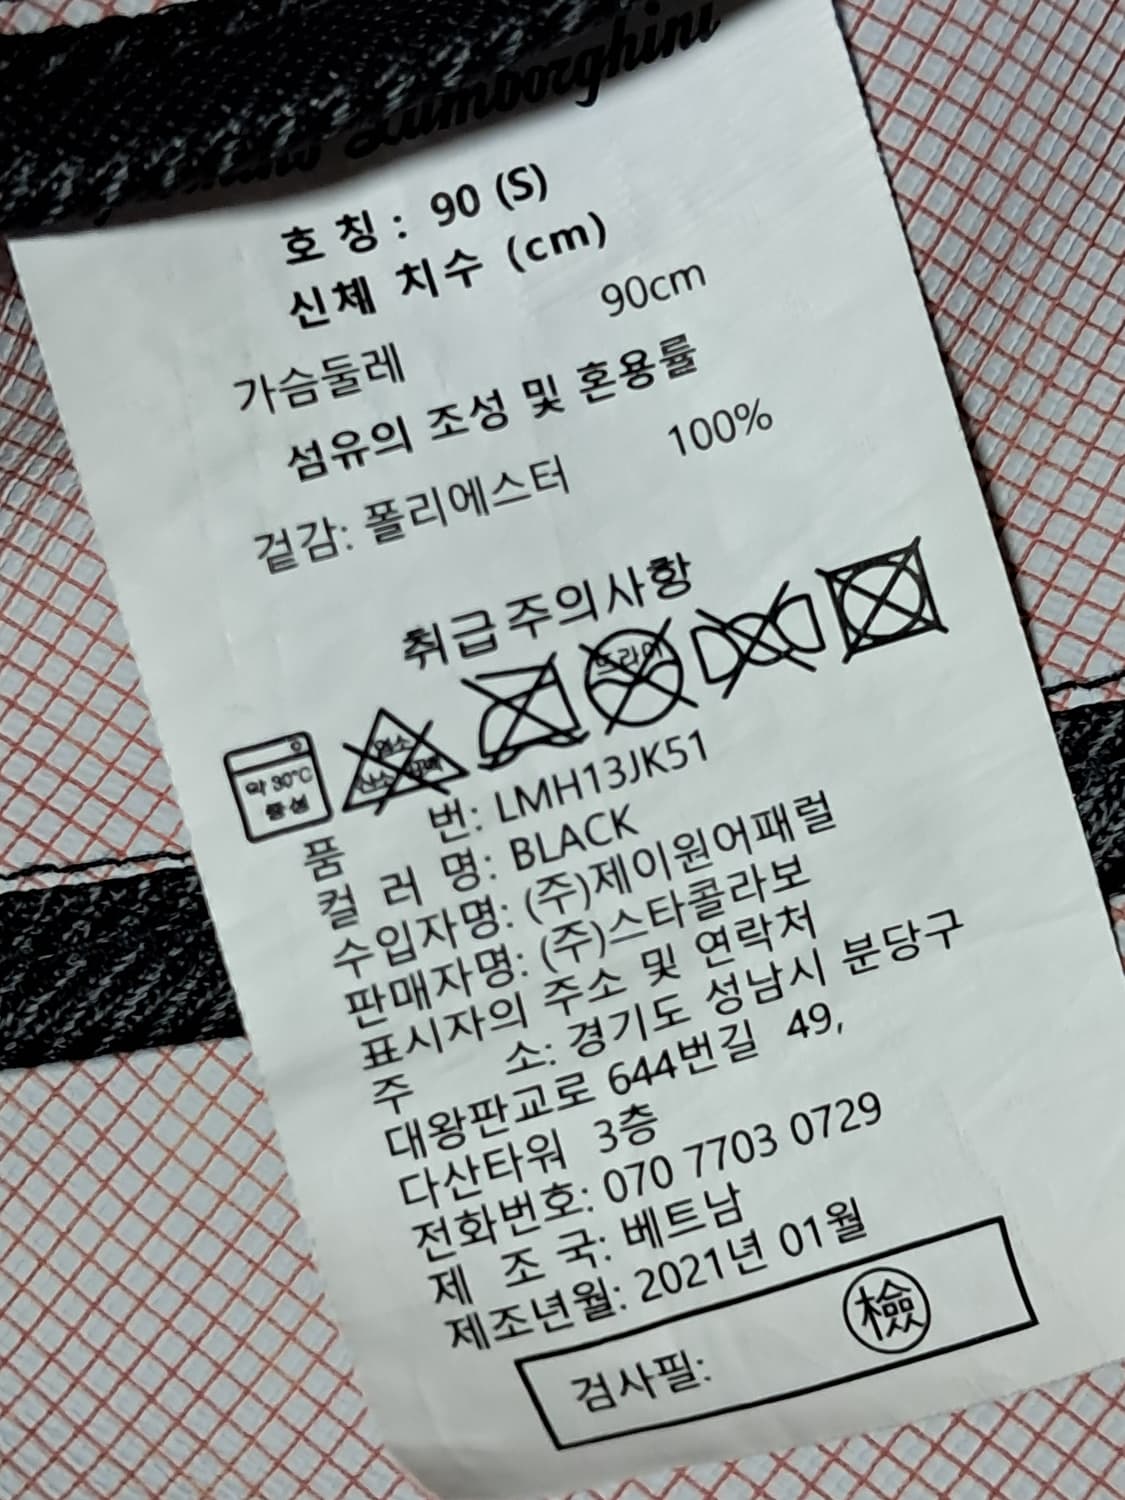 Lamborghini
호 칭 : 90 (S)
신체 치수 (cm)
가슴둘레 90cm
섬유의 조성 및 혼용률
겉감: 폴리에스터 100%
취급주의사항
약 30℃
중성
염소
드라이
품 번: LMH13JK51
컬 러 명: BLACK
수입자명: (주)제이원어패럴
판매자명: (주)스타콜라보
표시자의 주소 및 연락처
주 소: 경기도 성남시 분당구
대왕판교로 644번길 49,
다산타워 3층
전화번호: 070 7703 0729
제 조 국: 베트남
제조년월: 2021년 01월
검사필: 檢